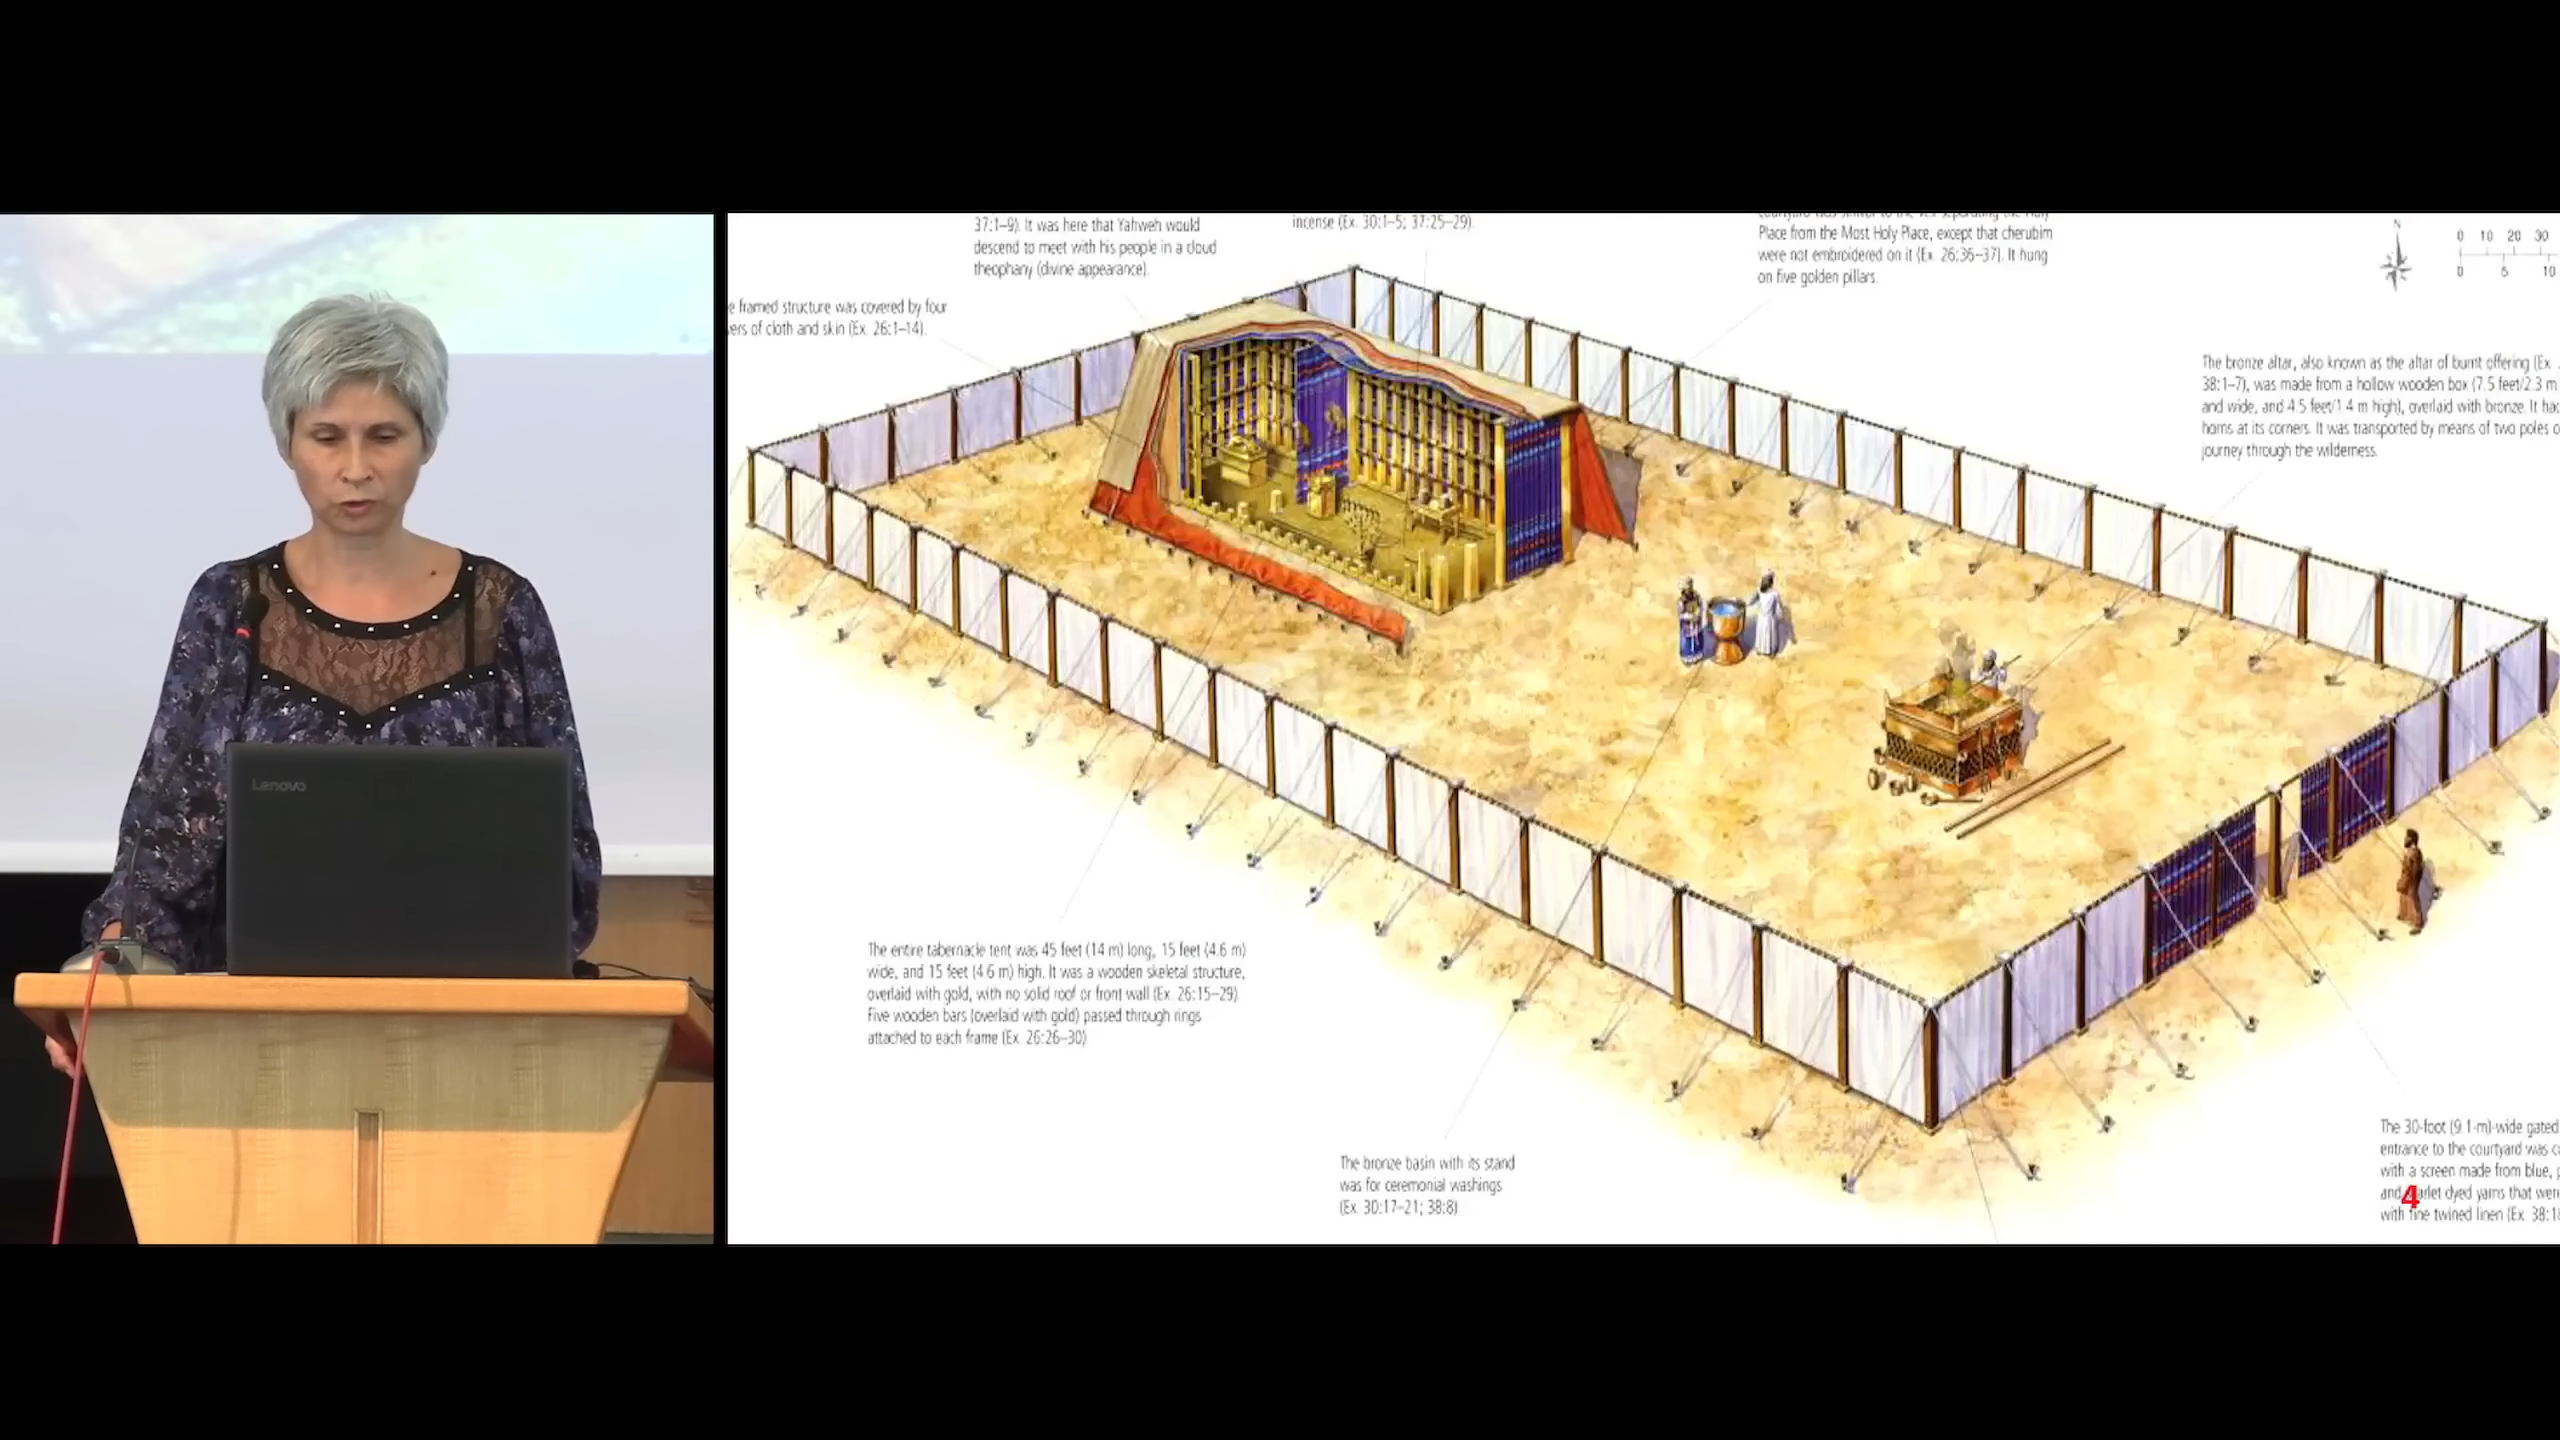 37:1–9). It was here that Yahweh would
descend to meet with his people in a cloud
theophany (divine appearance).
incense (Ex. 30:1–5; 37:25–29).
Place from the Most Holy Place, except that cherubim
were not embroidered on it (Ex. 26:36–37). It hung
on five golden pillars.
N
0 10 20 30
0 5 10
e framed structure was covered by four
ers of cloth and skin (Ex. 26:1–14).
The bronze altar, also known as the altar of burnt offering (Ex.
38:1–7), was made from a hollow wooden box (7.5 feet/2.3 m
and wide, and 4.5 feet/1.4 m high), overlaid with bronze. It had
horns at its corners. It was transported by means of two poles
journey through the wilderness.
Lenovo
The entire tabernacle tent was 45 feet (14 m) long, 15 feet (4.6 m)
wide, and 15 feet (4.6 m) high. It was a wooden skeletal structure,
overlaid with gold, with no solid roof or front wall (Ex. 26:15–29).
Five wooden bars (overlaid with gold) passed through rings
attached to each frame (Ex. 26:26–30).
The bronze basin with its stand
was for ceremonial washings
(Ex. 30:17–21; 38:8)
The 30-foot (9.1-m)-wide gated
entrance to the courtyard was
with a screen made from blue,
and arlet dyed yarns that were
with fine twined linen (Ex. 38:18
4